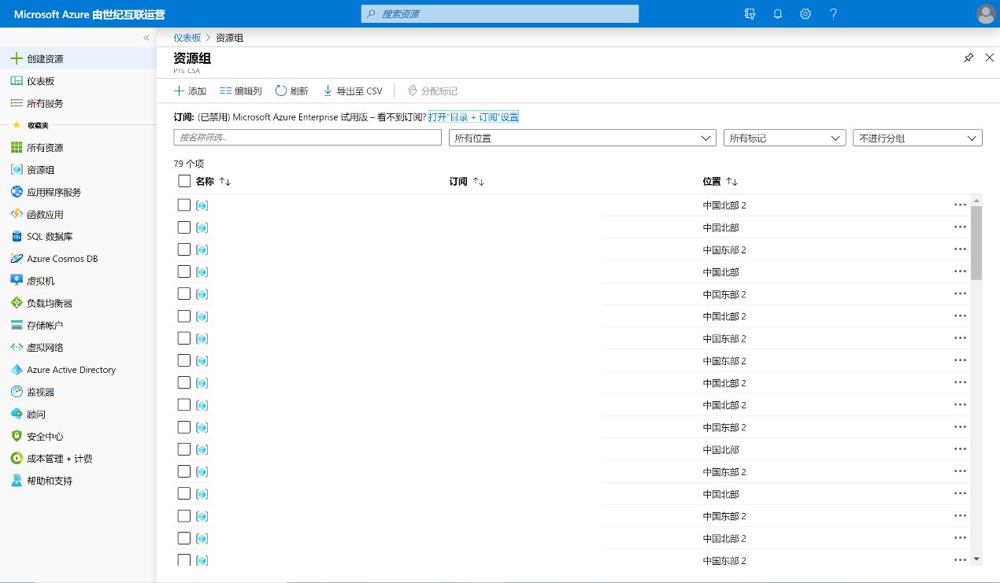 Microsoft Azure 由世纪互联运营
搜索资源
仪表板 > 资源组
创建资源
仪表板
所有服务
收藏夹
所有资源
资源组
应用程序服务
函数应用
SQL 数据库
Azure Cosmos DB
虚拟机
负载均衡器
存储帐户
虚拟网络
Azure Active Directory
监视器
顾问
安全中心
成本管理 + 计费
帮助和支持
资源组
PTS CSA
添加 编辑列 刷新 导出至 CSV 分配标记
订阅: (已禁用) Microsoft Azure Enterprise 试用版 – 看不到订阅? 打开“目录 + 订阅”设置
按名称筛选... 所有位置 所有标记 不进行分组
79 个项
名称 订阅 位置
中国北部 2
中国北部
中国东部 2
中国北部
中国东部 2
中国北部 2
中国东部 2
中国东部 2
中国北部 2
中国北部 2
中国东部 2
中国北部
中国东部 2
中国北部
中国东部 2
中国北部 2
中国东部 2